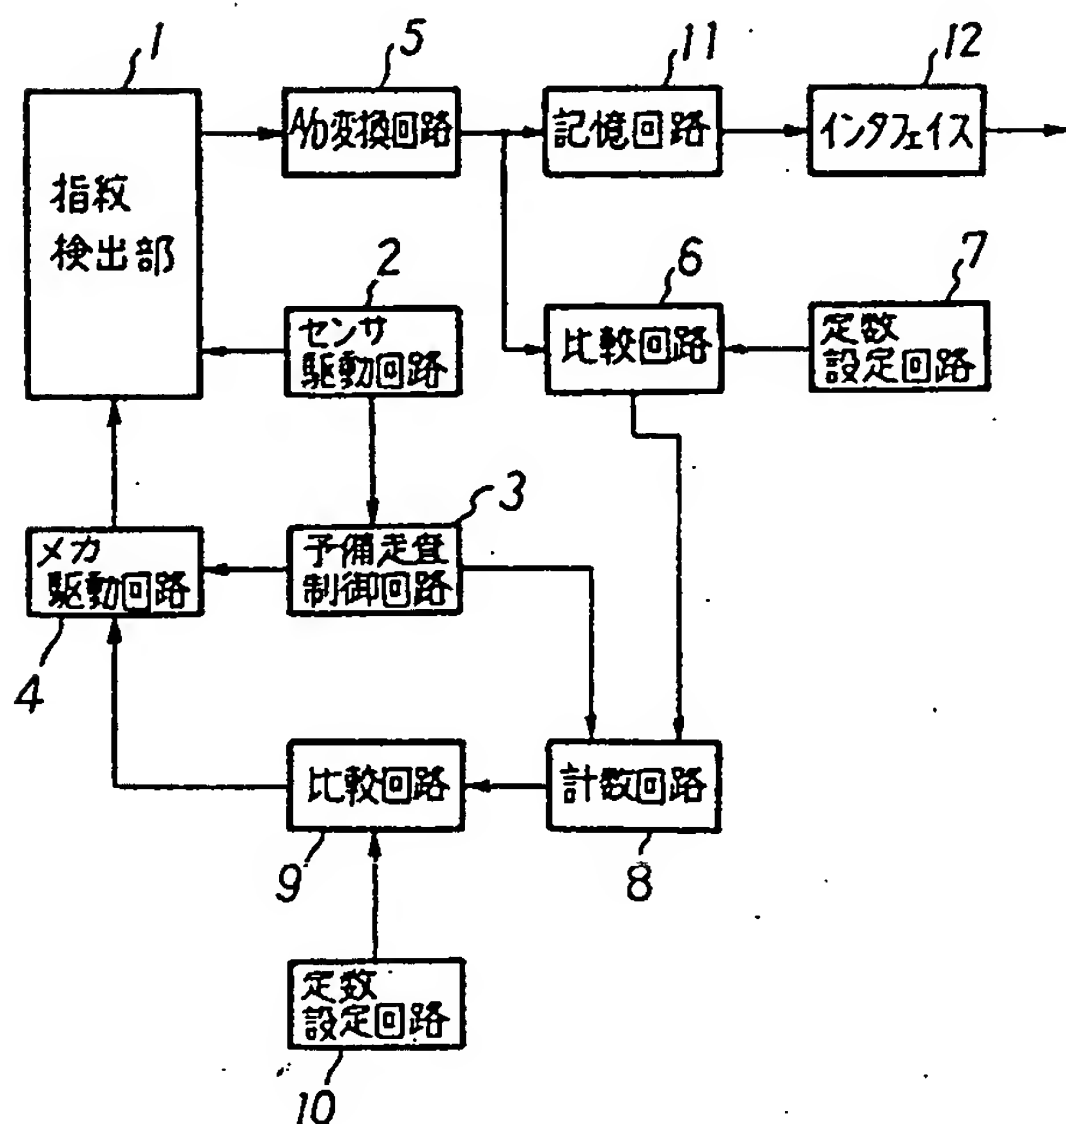 1
5
11
12
A/D変換回路
記憶回路
インタフェイス
指紋
検出部
2
6
7
センサ
駆動回路
比較回路
定数
設定回路
3
メカ
駆動回路
予備走査
制御回路
4
比較回路
計数回路
9
8
定数
設定回路
10